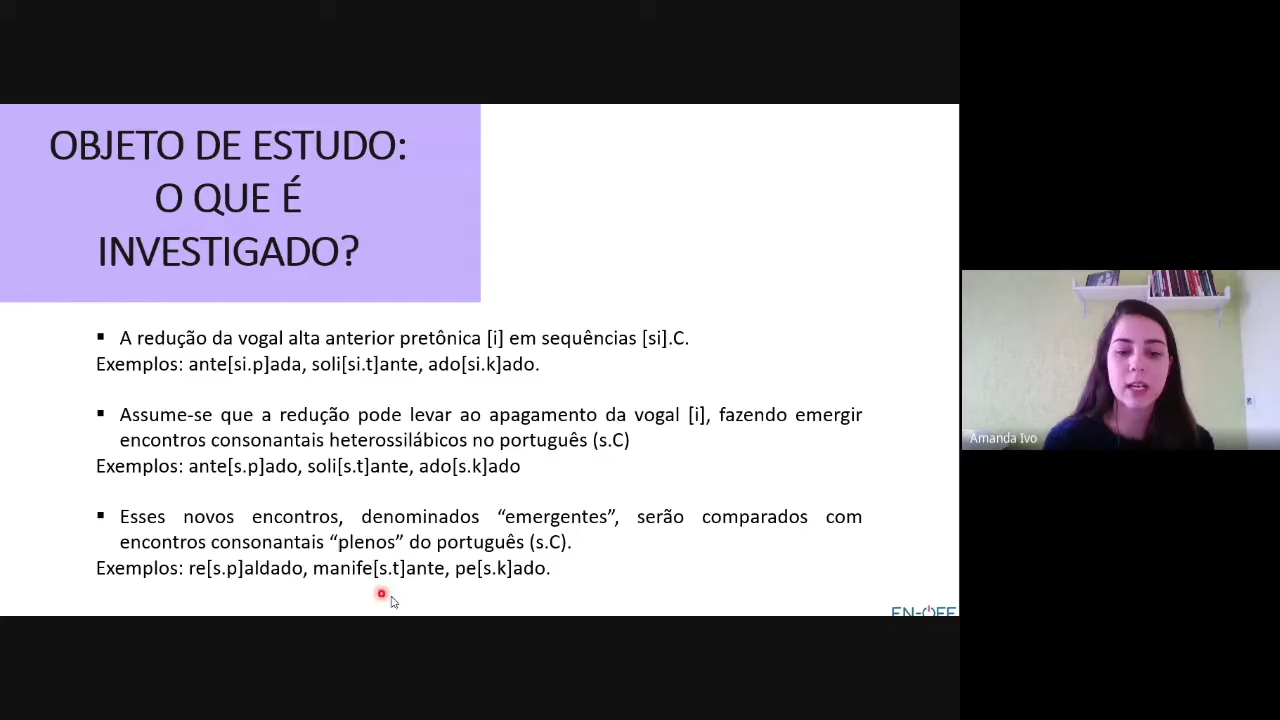 OBJETO DE ESTUDO:
O QUE É
INVESTIGADO?
▪ A redução da vogal alta anterior pretônica [i] em sequências [si].C.
Exemplos: ante[si.p]ada, soli[si.t]ante, ado[si.k]ado.
▪ Assume-se que a redução pode levar ao apagamento da vogal [i], fazendo emergir
encontros consonantais heterossilábicos no português (s.C)
Exemplos: ante[s.p]ado, soli[s.t]ante, ado[s.k]ado
▪ Esses novos encontros, denominados “emergentes”, serão comparados com
encontros consonantais “plenos” do português (s.C).
Exemplos: re[s.p]aldado, manife[s.t]ante, pe[s.k]ado.
EN-OFF
Amanda Ivo